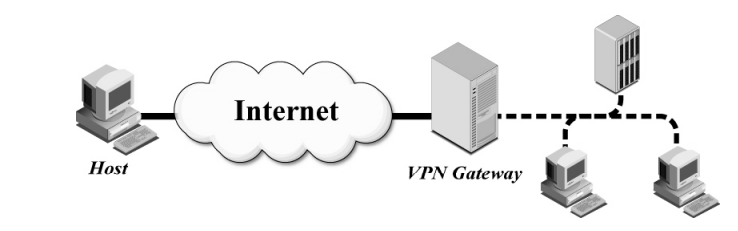 Internet
Host
VPN Gateway